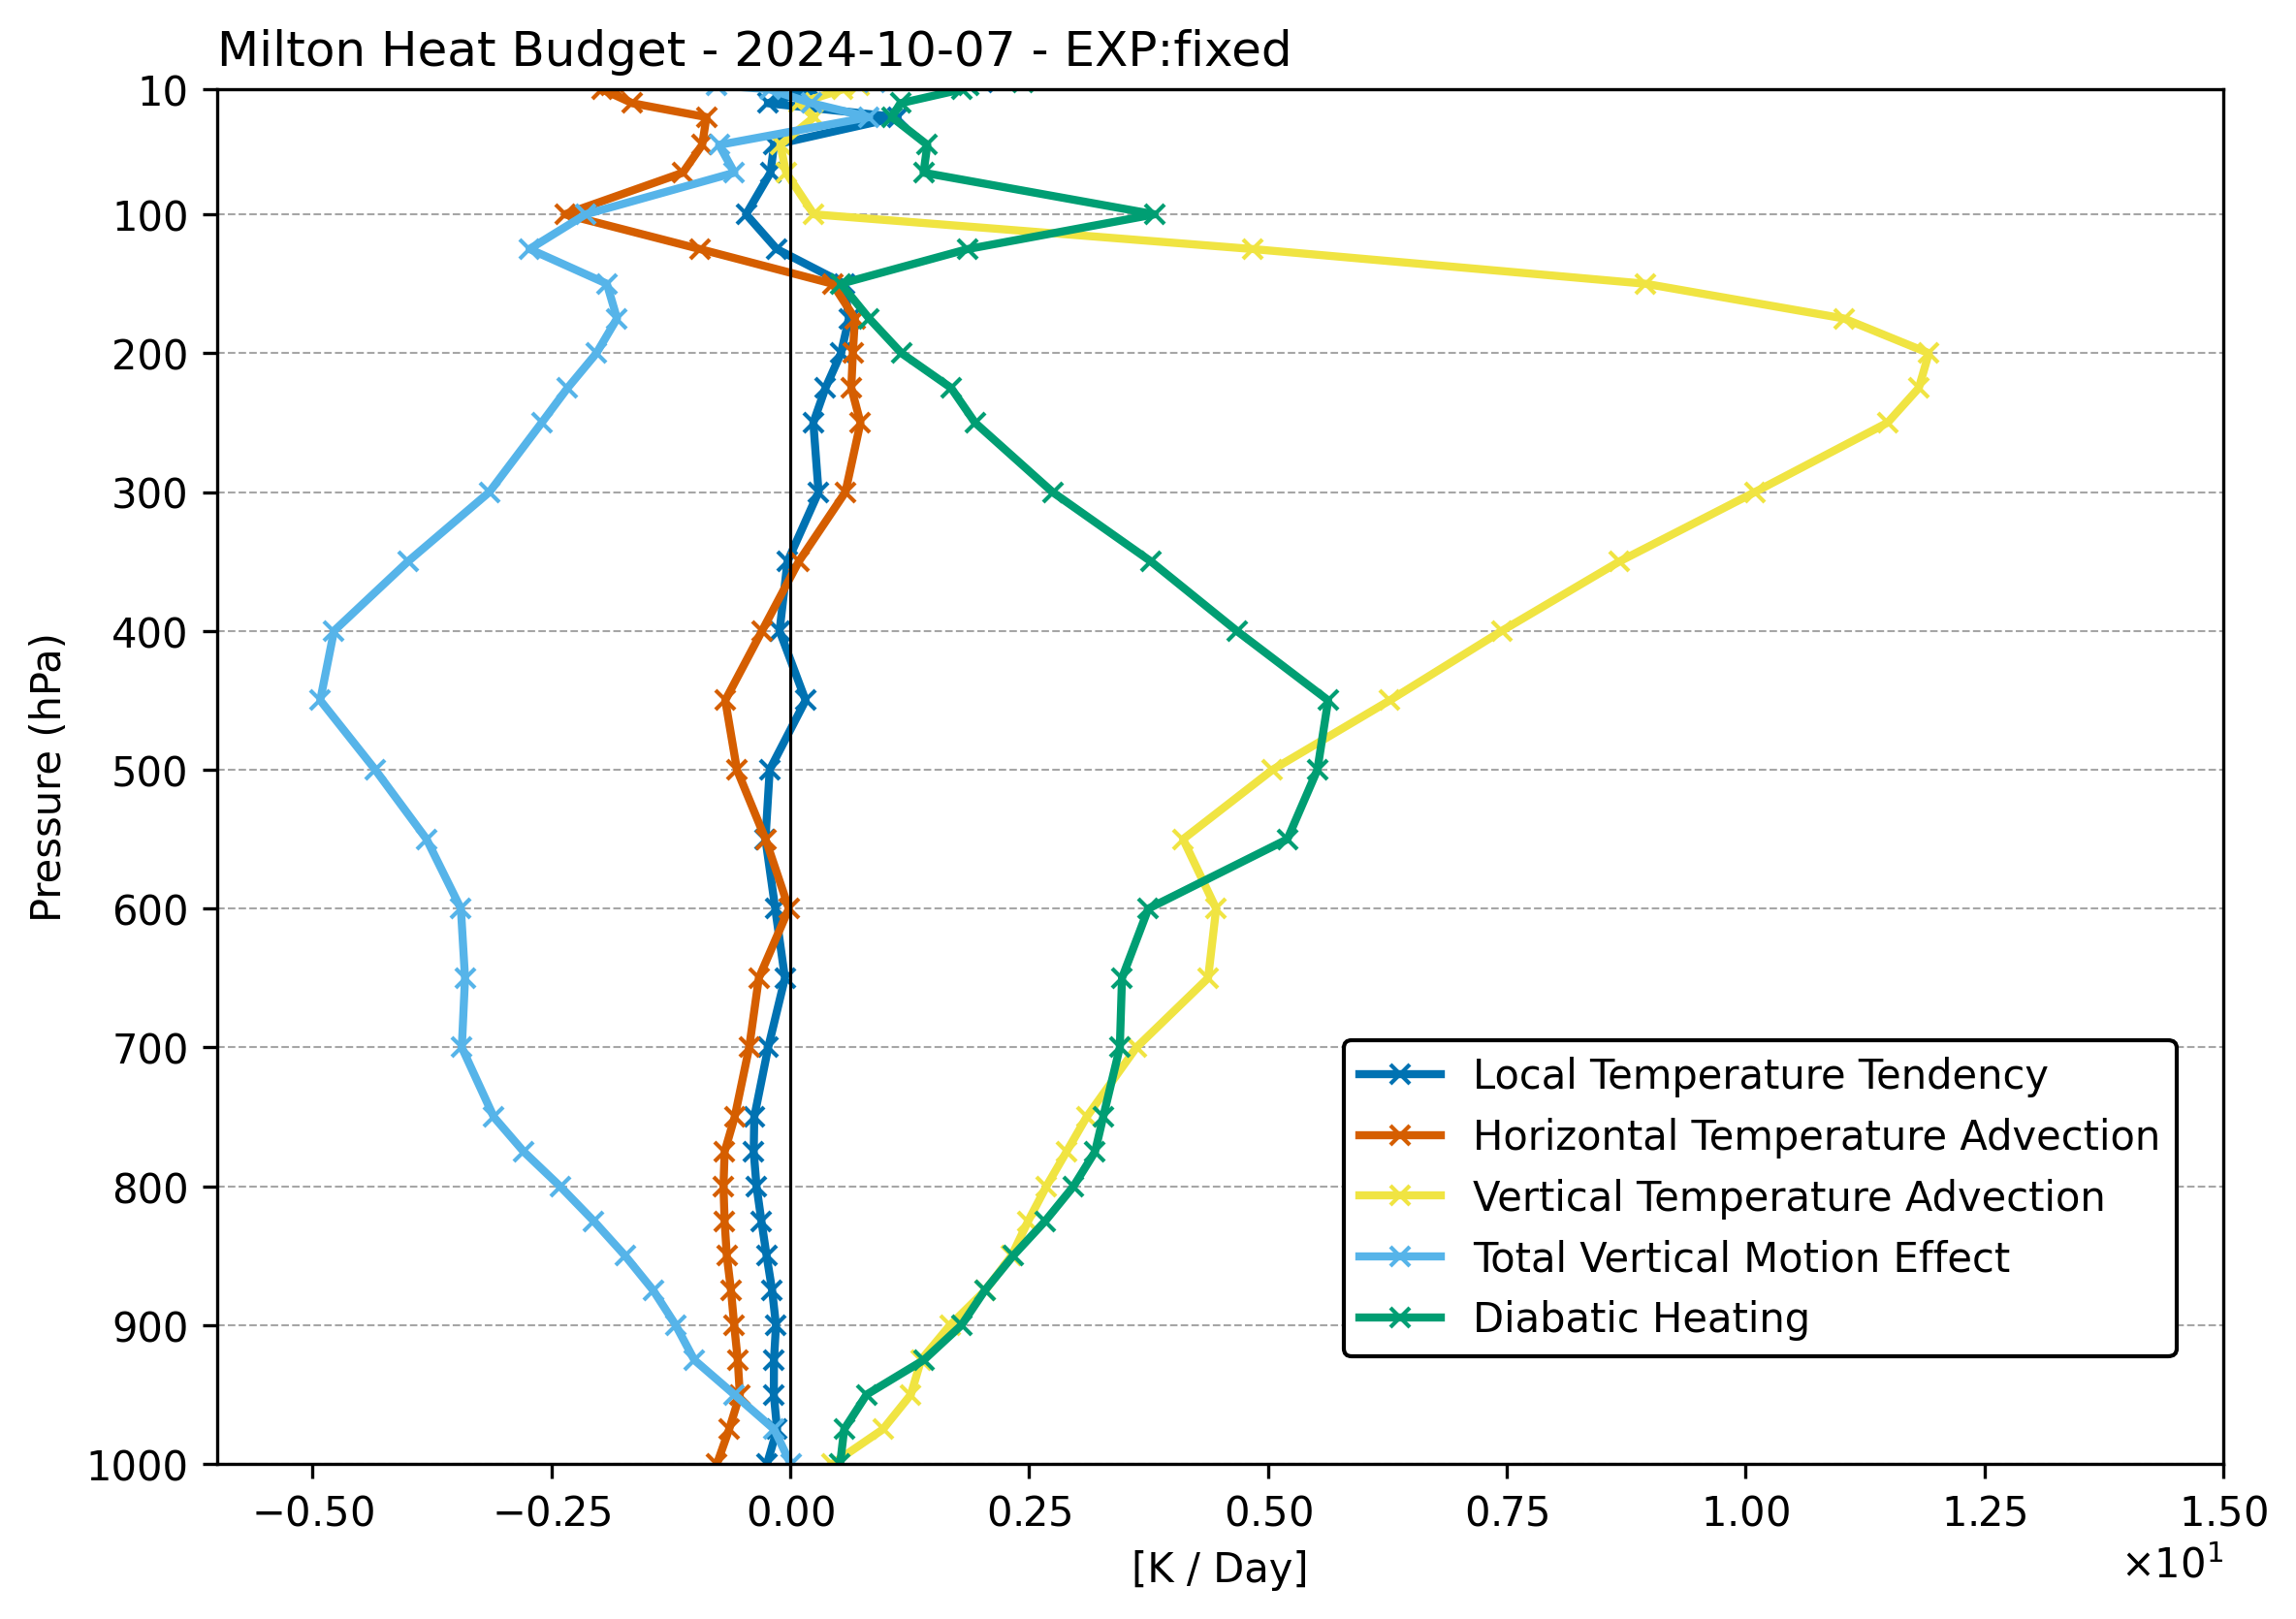 Milton Heat Budget - 2024-10-07 - EXP:fixed
10
100
200
300
400
500
600
700
800
900
1000
Pressure (hPa)
Local Temperature Tendency
Horizontal Temperature Advection
Vertical Temperature Advection
Total Vertical Motion Effect
Diabatic Heating
−0.50 −0.25 0.00 0.25 0.50 0.75 1.00 1.25 1.50
[K / Day]
×10¹